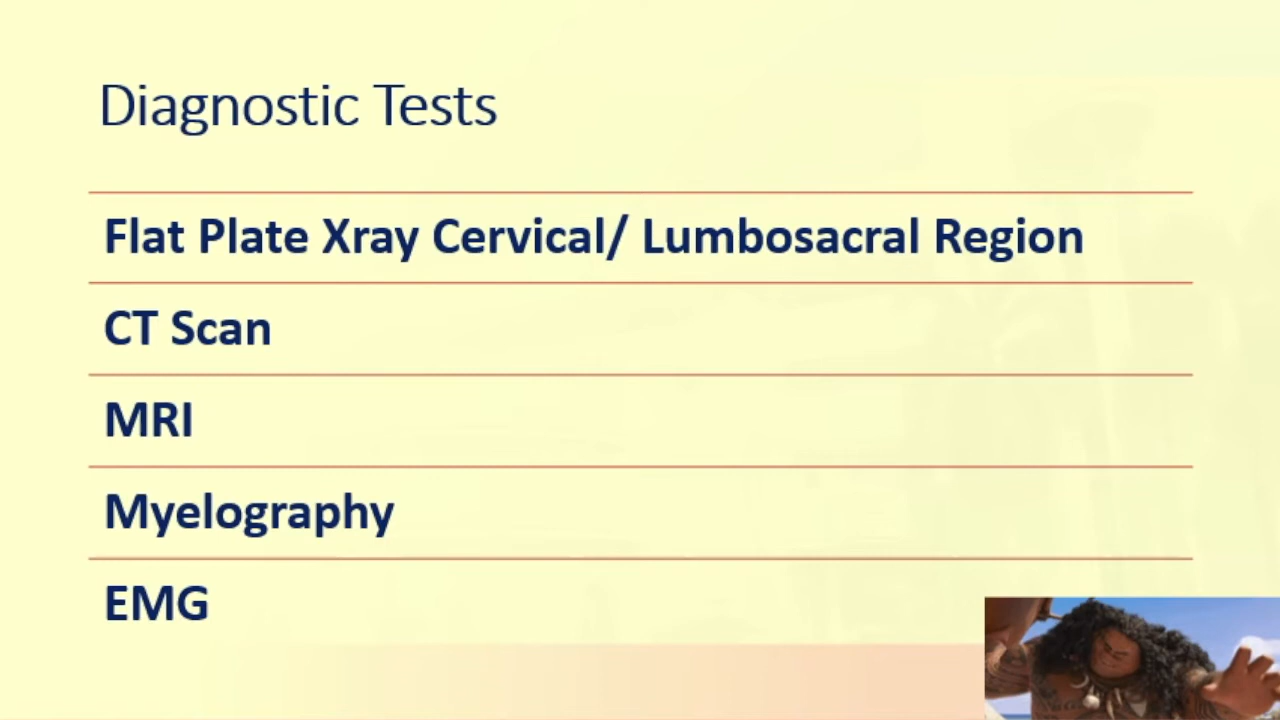 Diagnostic Tests
Flat Plate Xray Cervical/ Lumbosacral Region
CT Scan
MRI
Myelography
EMG